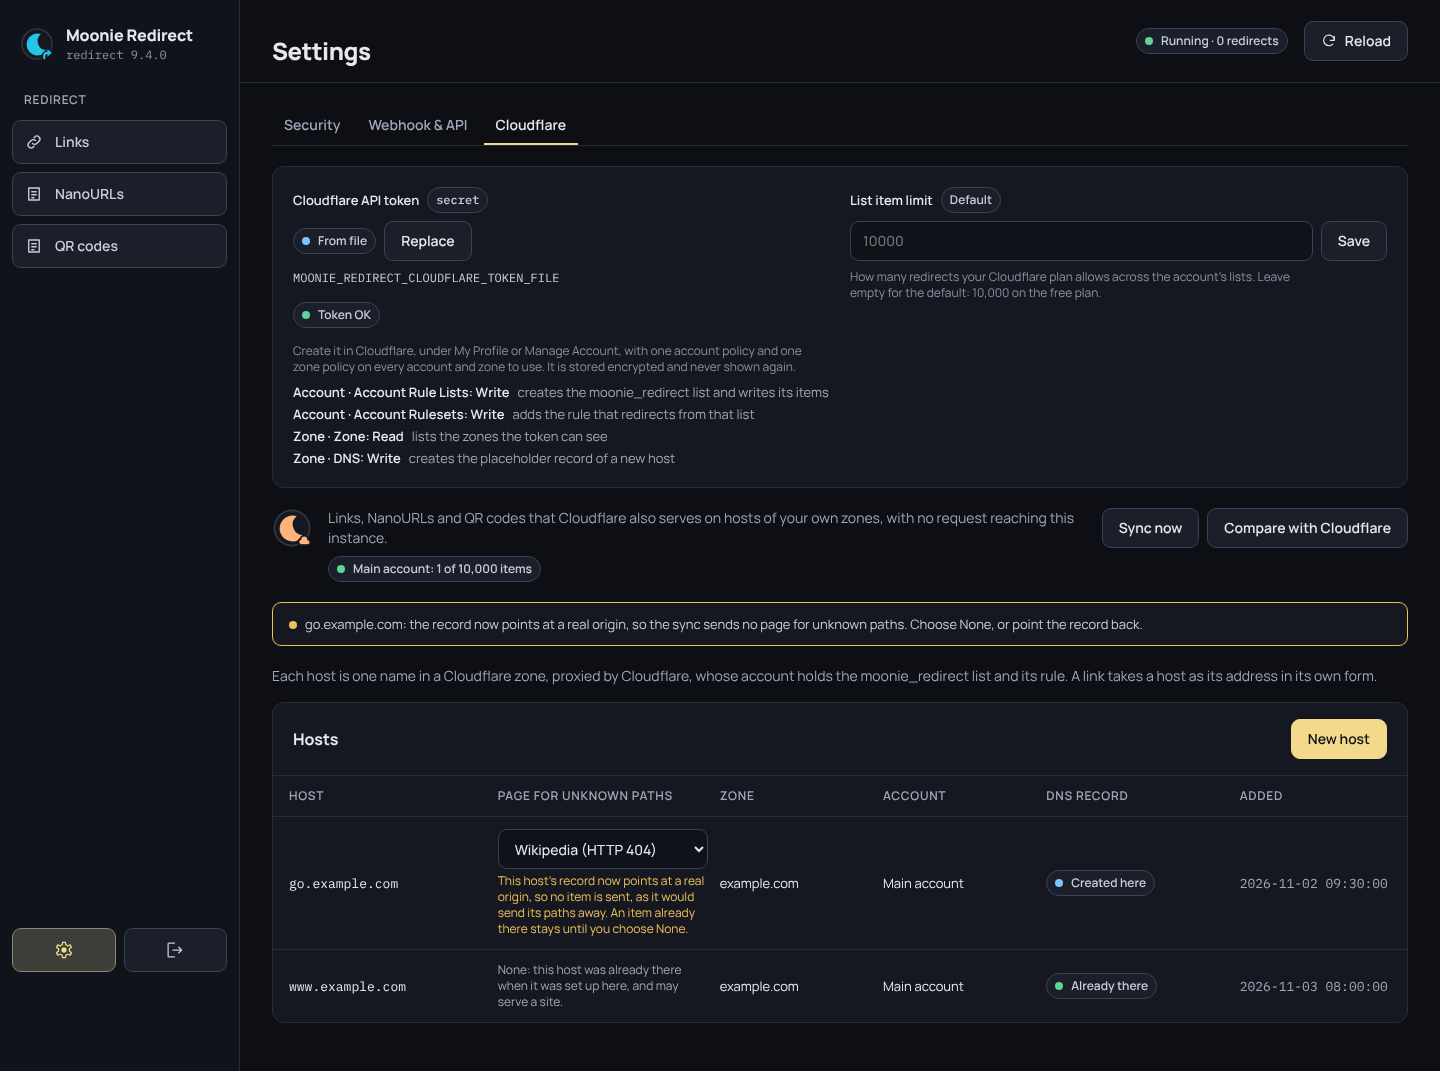 Moonie Redirect
redirect 9.4.0
REDIRECT
Links
NanoURLs
QR codes
Settings
Running · 0 redirects
Reload
Security
Webhook & API
Cloudflare
Cloudflare API token
secret
From file
Replace
MOONIE_REDIRECT_CLOUDFLARE_TOKEN_FILE
Token OK
Create it in Cloudflare, under My Profile or Manage Account, with one account policy and one
zone policy on every account and zone to use. It is stored encrypted and never shown again.
Account · Account Rule Lists: Write creates the moonie_redirect list and writes its items
Account · Account Rulesets: Write adds the rule that redirects from that list
Zone · Zone: Read lists the zones the token can see
Zone · DNS: Write creates the placeholder record of a new host
List item limit
Default
10000
Save
How many redirects your Cloudflare plan allows across the account's lists. Leave
empty for the default: 10,000 on the free plan.
Links, NanoURLs and QR codes that Cloudflare also serves on hosts of your own zones, with no request reaching this
instance.
Main account: 1 of 10,000 items
Sync now
Compare with Cloudflare
go.example.com: the record now points at a real origin, so the sync sends no page for unknown paths. Choose None, or point the record back.
Each host is one name in a Cloudflare zone, proxied by Cloudflare, whose account holds the moonie_redirect list and its rule. A link takes a host as its address in its own form.
Hosts
New host
HOST
PAGE FOR UNKNOWN PATHS
ZONE
ACCOUNT
DNS RECORD
ADDED
go.example.com
Wikipedia (HTTP 404)
This host's record now points at a real
origin, so no item is sent, as it would
send its paths away. An item already
there stays until you choose None.
example.com
Main account
Created here
2026-11-02 09:30:00
www.example.com
None: this host was already there
when it was set up here, and may
serve a site.
example.com
Main account
Already there
2026-11-03 08:00:00